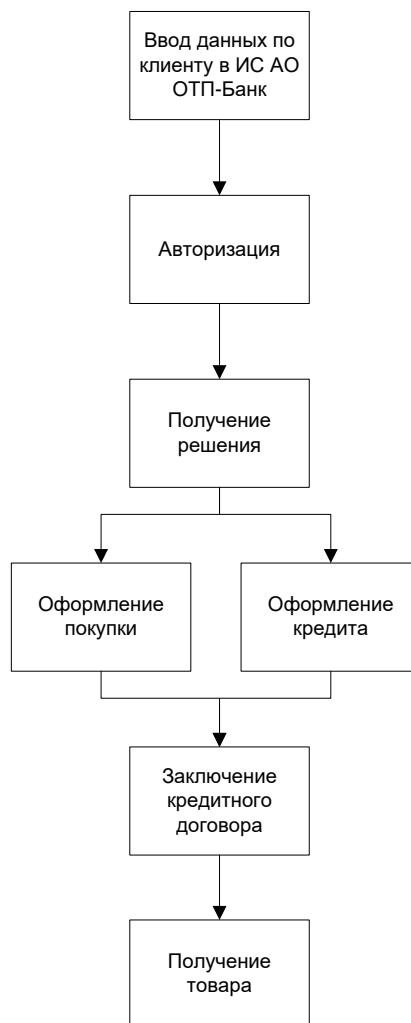 Ввод данных по
клиенту в ИС АО
ОТП-Банк
Авторизация
Получение
решения
Оформление
покупки
Оформление
кредита
Заключение
кредитного
договора
Получение
товара